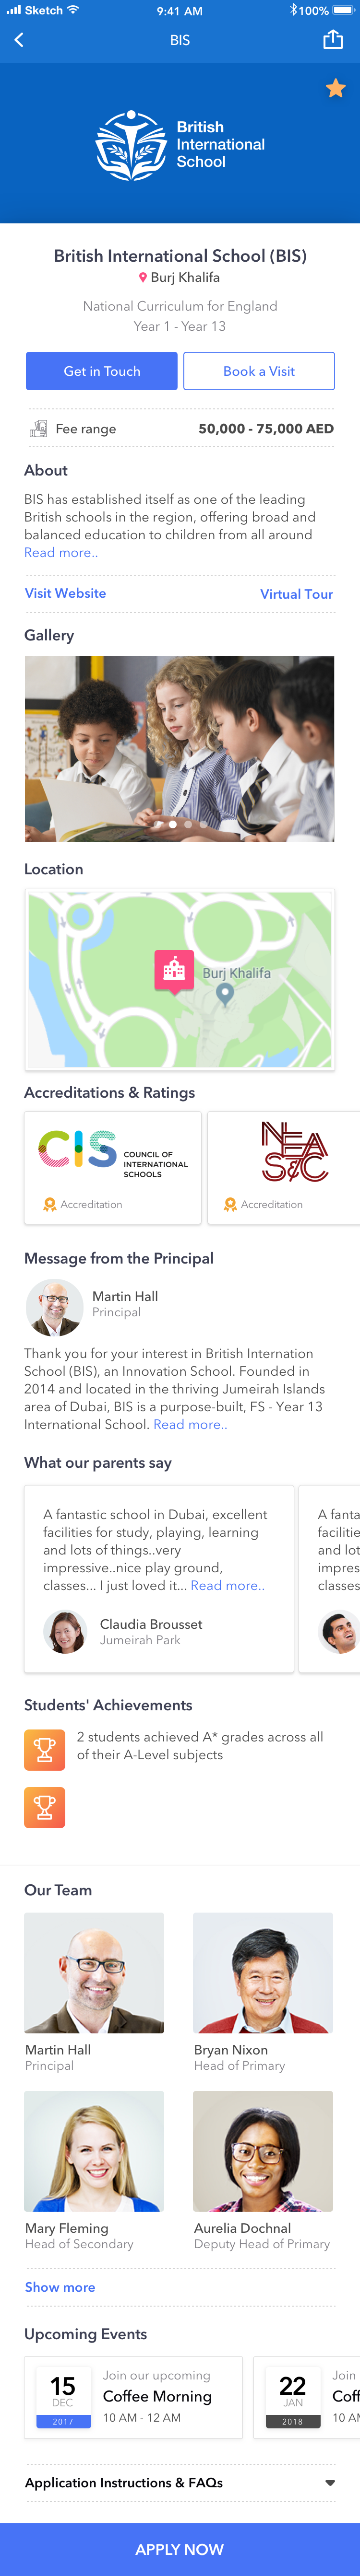 Sketch 9:41 AM 100%
BIS
British
International
School
British International School (BIS)
Burj Khalifa
National Curriculum for England
Year 1 - Year 13
Get in Touch Book a Visit
Fee range 50,000 - 75,000 AED
About
BIS has established itself as one of the leading
British schools in the region, offering broad and
balanced education to children from all around
Read more..
Visit Website Virtual Tour
Gallery
Location
Burj Khalifa
Accreditations & Ratings
CIS COUNCIL OF
INTERNATIONAL
SCHOOLS
Accreditation
NEA
S&C
Accreditation
Message from the Principal
Martin Hall
Principal
Thank you for your interest in British Internation
School (BIS), an Innovation School. Founded in
2014 and located in the thriving Jumeirah Islands
area of Dubai, BIS is a purpose-built, FS - Year 13
International School. Read more..
What our parents say
A fantastic school in Dubai, excellent
facilities for study, playing, learning
and lots of things..very
impressive..nice play ground,
classes... I just loved it... Read more..
Claudia Brousset
Jumeirah Park
A fanta
facilitie
and lot
impres
classes
Students' Achievements
2 students achieved A* grades across all
of their A-Level subjects
Our Team
Martin Hall
Principal
Bryan Nixon
Head of Primary
Mary Fleming
Head of Secondary
Aurelia Dochnal
Deputy Head of Primary
Show more
Upcoming Events
15
DEC
2017
Join our upcoming
Coffee Morning
10 AM - 12 AM
22
JAN
2018
Join
Coff
10 AM
Application Instructions & FAQs
APPLY NOW